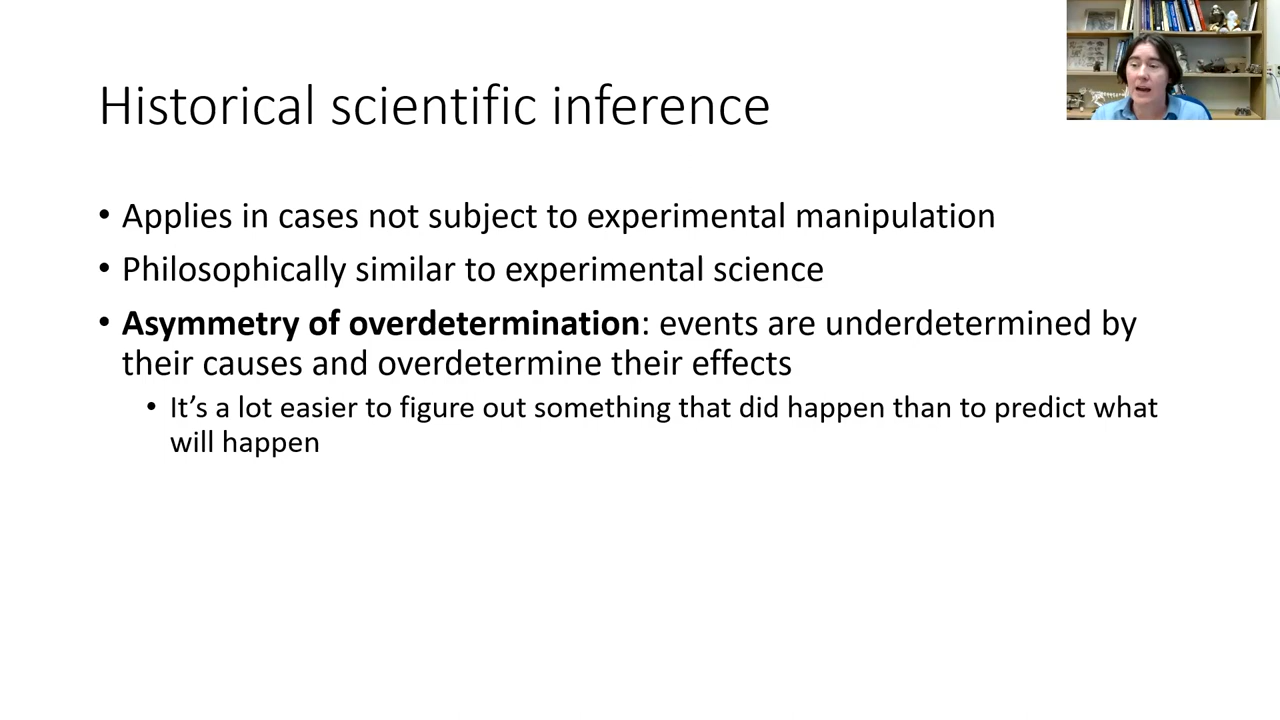 Historical scientific inference
• Applies in cases not subject to experimental manipulation
• Philosophically similar to experimental science
• Asymmetry of overdetermination: events are underdetermined by
their causes and overdetermine their effects
• It’s a lot easier to figure out something that did happen than to predict what
will happen